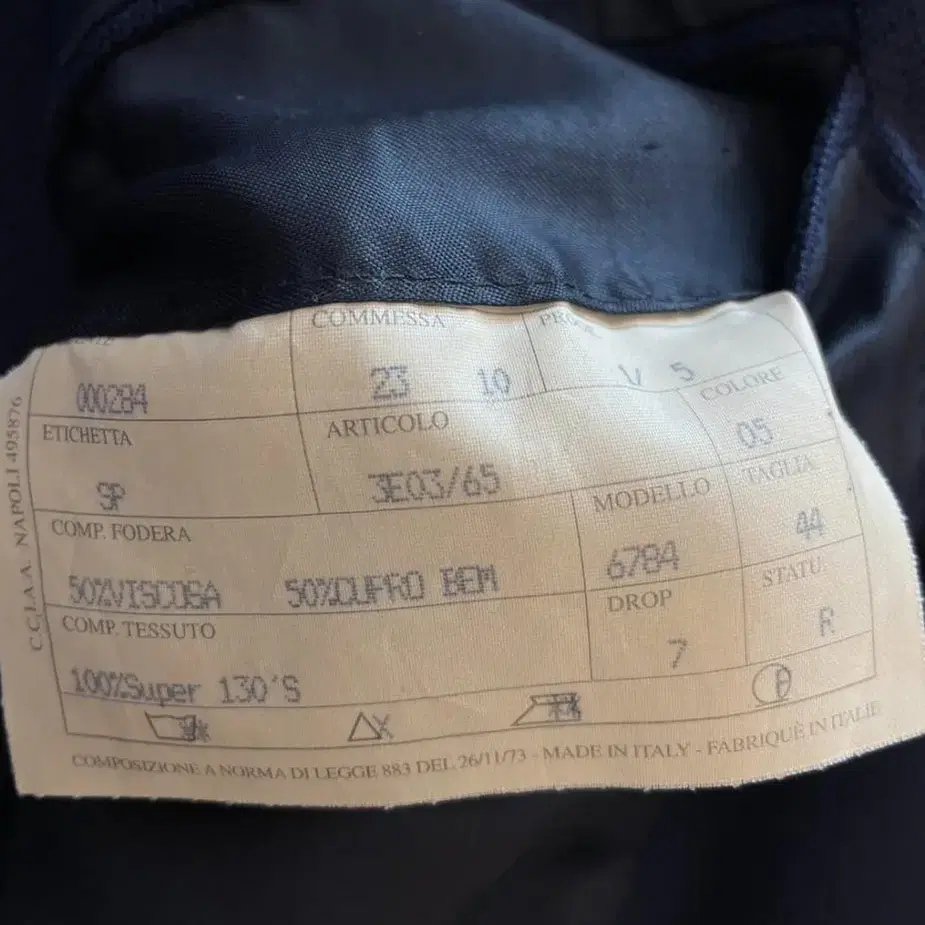 COMMESSA
000284 23 10 1/ 5
ETICHETTA ARTICOLO COLORE
SP 3E03/65 05
COMP. FODERA MODELLO TAGLIA
50%VISCOSA 50%CUPRO BEM 6784 44
COMP. TESSUTO DROP
100%Super 130'S 7 R
COMPOSIZIONE A NORMA DI LEGGE 883 DEL 26/11/73 - MADE IN ITALY - FABRIQUÈ IN ITALIE
C.C.I.A.A. NAPOLI 495876